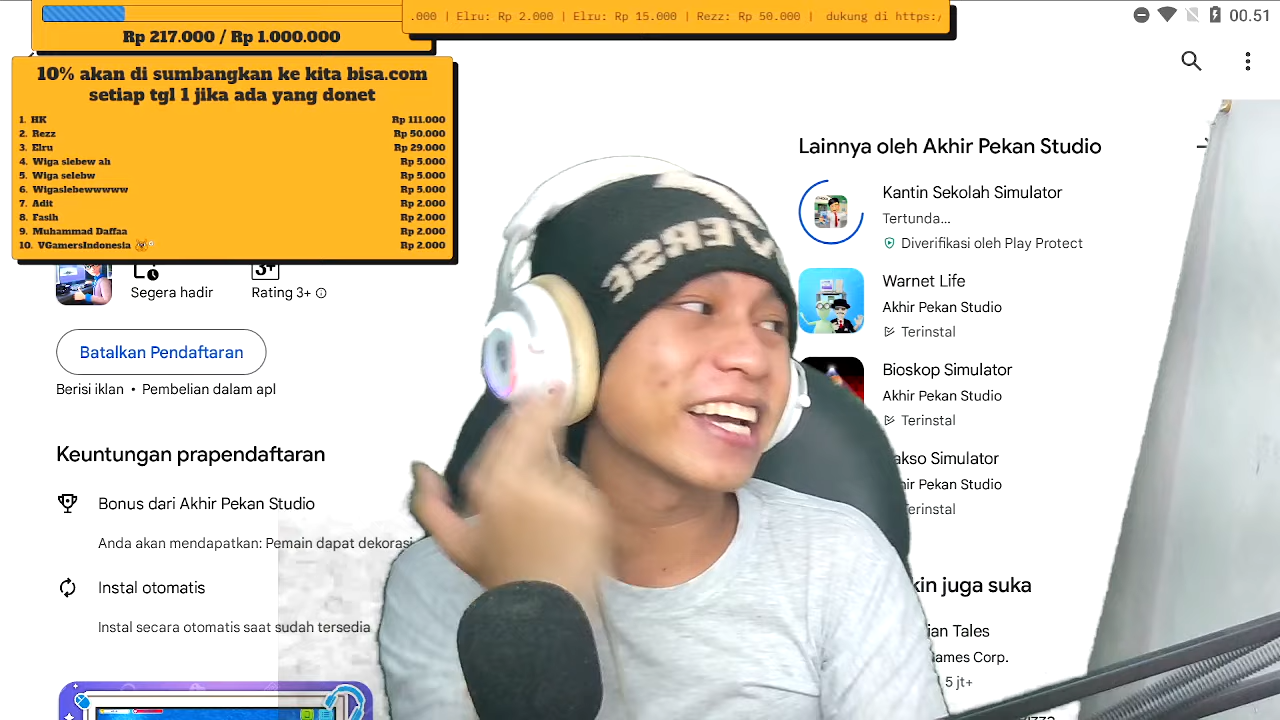 .000 | Elru: Rp 2.000 | Elru: Rp 15.000 | Rezz: Rp 50.000 | dukung di https:/
00.51
Rp 217.000 / Rp 1.000.000
10% akan di sumbangkan ke kita bisa.com
setiap tgl 1 jika ada yang donet
1. HK Rp 111.000
2. Rezz Rp 50.000
3. Elru Rp 29.000
4. Wiga slebew ah Rp 5.000
5. Wiga selebw Rp 5.000
6. Wigaslebewwwww Rp 5.000
7. Adit Rp 2.000
8. Fasih Rp 2.000
9. Muhammad Daffaa Rp 2.000
10. VGamersIndonesia Rp 2.000
3+
Segera hadir
Rating 3+
Batalkan Pendaftaran
Berisi iklan • Pembelian dalam apl
Keuntungan prapendaftaran
Bonus dari Akhir Pekan Studio
Anda akan mendapatkan: Pemain dapat dekorasi
Instal otomatis
Instal secara otomatis saat sudah tersedia
VERSE
Lainnya oleh Akhir Pekan Studio
Kantin Sekolah Simulator
Tertunda...
Diverifikasi oleh Play Protect
Warnet Life
Akhir Pekan Studio
Terinstal
Bioskop Simulator
Akhir Pekan Studio
Terinstal
akso Simulator
hir Pekan Studio
erinstal
kin juga suka
ian Tales
ames Corp.
5 jt+